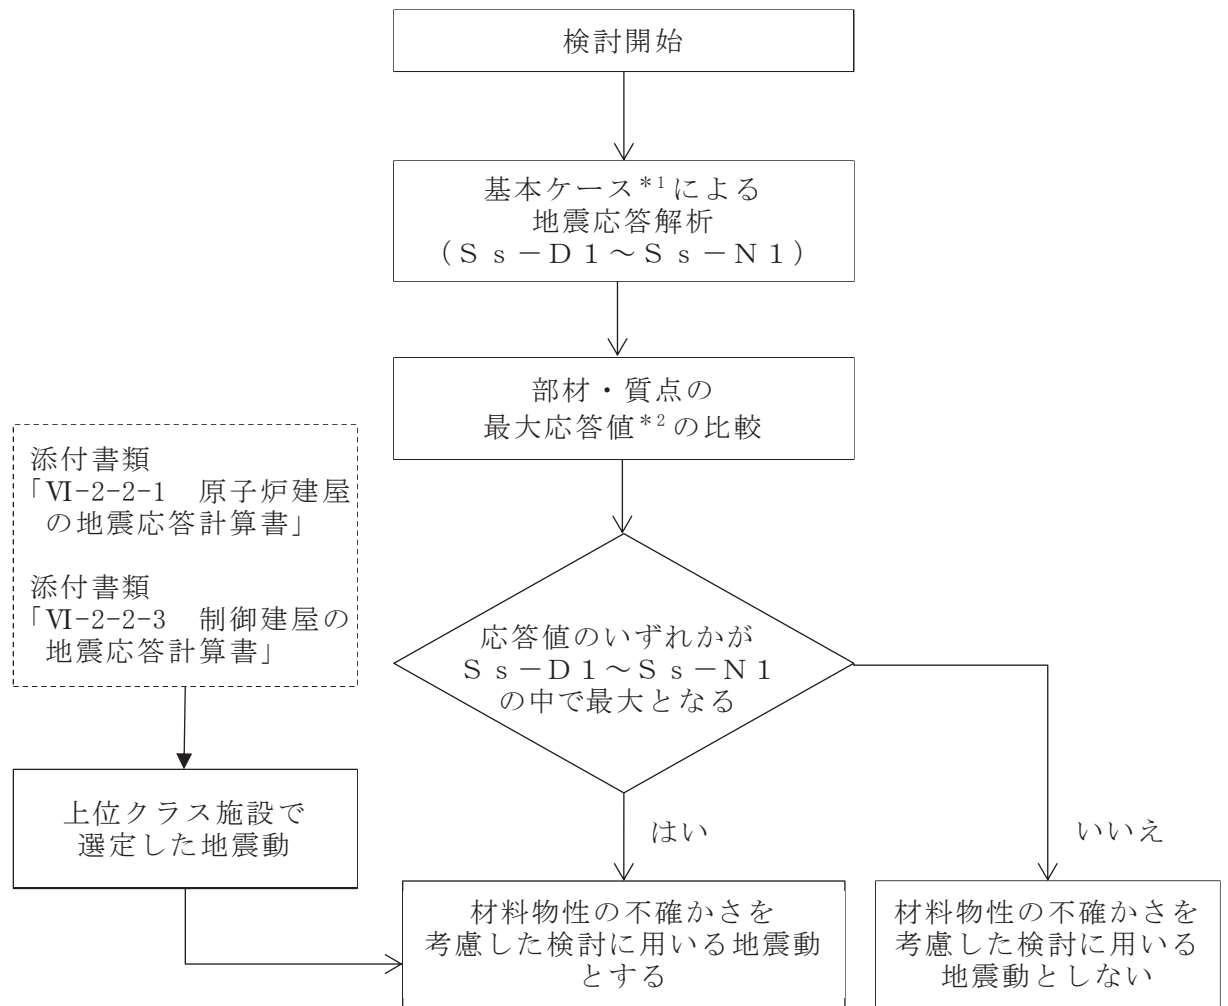 検討開始
基本ケース*1による
地震応答解析
(Ss-D1~Ss-N1)
部材・質点の
最大応答値*2の比較
添付書類
「Ⅵ-2-2-1 原子炉建屋
の地震応答計算書」
添付書類
「Ⅵ-2-2-3 制御建屋の
地震応答計算書」
応答値のいずれかが
Ss-D1~Ss-N1
の中で最大となる
上位クラス施設で
選定した地震動
はい
いいえ
材料物性の不確かさを
考慮した検討に用いる地震動
とする
材料物性の不確かさを
考慮した検討に用いる
地震動としない